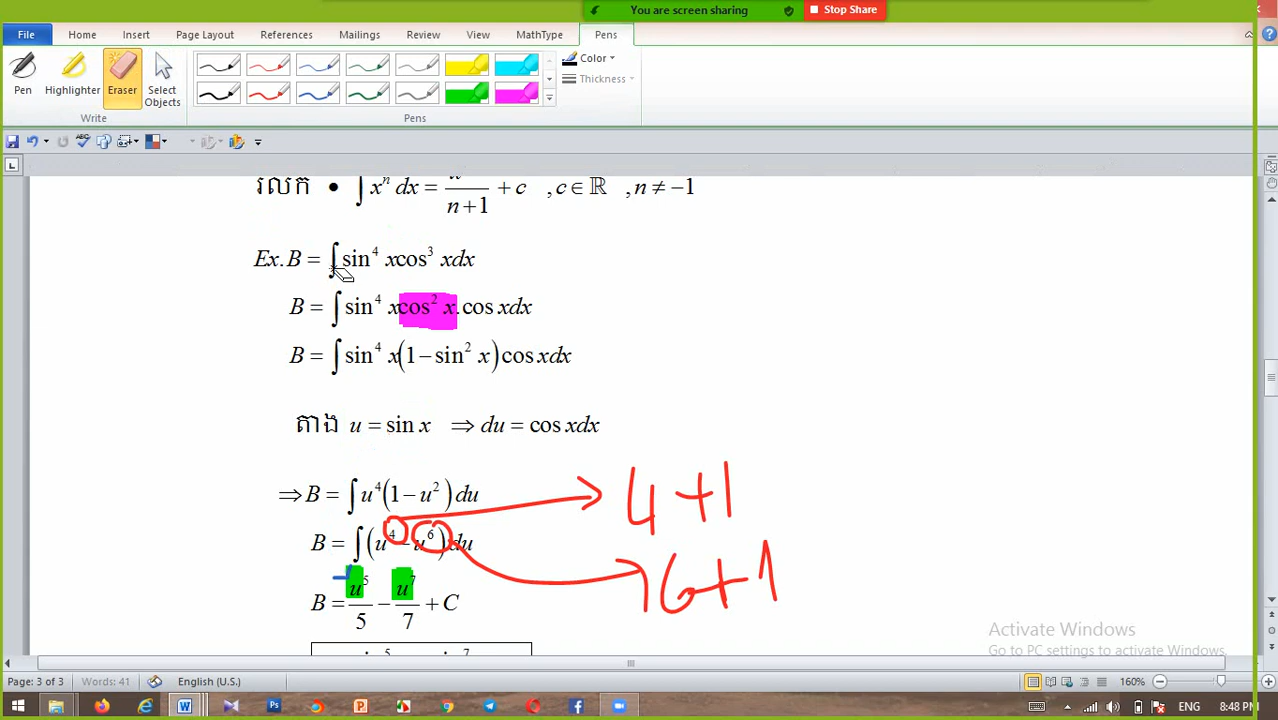 You are screen sharing Stop Share
File Home Insert Page Layout References Mailings Review View MathType Pens
Pen Highlighter Eraser Select Objects
Color
Thickness
Write Pens
រំលឹក • ∫ xⁿ dx = / n+1 + c , c ∈ ℝ , n ≠ −1
Ex. B = ∫ sin⁴ x cos³ x dx
B = ∫ sin⁴ x cos² x . cos x dx
B = ∫ sin⁴ x (1 − sin² x) cos x dx
តាង u = sin x ⇒ du = cos x dx
⇒ B = ∫ u⁴ (1 − u²) du
4 + 1
B = ∫ (u⁴ − u⁶) du
6 + 1
B = u⁵/5 − u⁷/7 + C
Activate Windows
Go to PC settings to activate Windows.
Page: 3 of 3 Words: 41 English (U.S.) 160%
ENG 8:48 PM